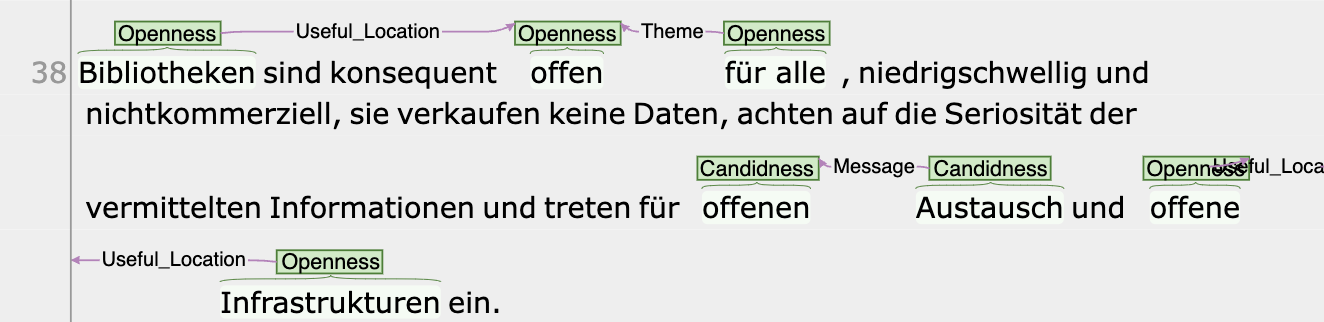 Openness Useful_Location Openness Theme Openness
38 Bibliotheken sind konsequent offen für alle , niedrigschwellig und
nichtkommerziell, sie verkaufen keine Daten, achten auf die Seriosität der
Candidness Message Candidness Openness Useful_Loca
vermittelten Informationen und treten für offenen Austausch und offene
Useful_Location Openness
Infrastrukturen ein.